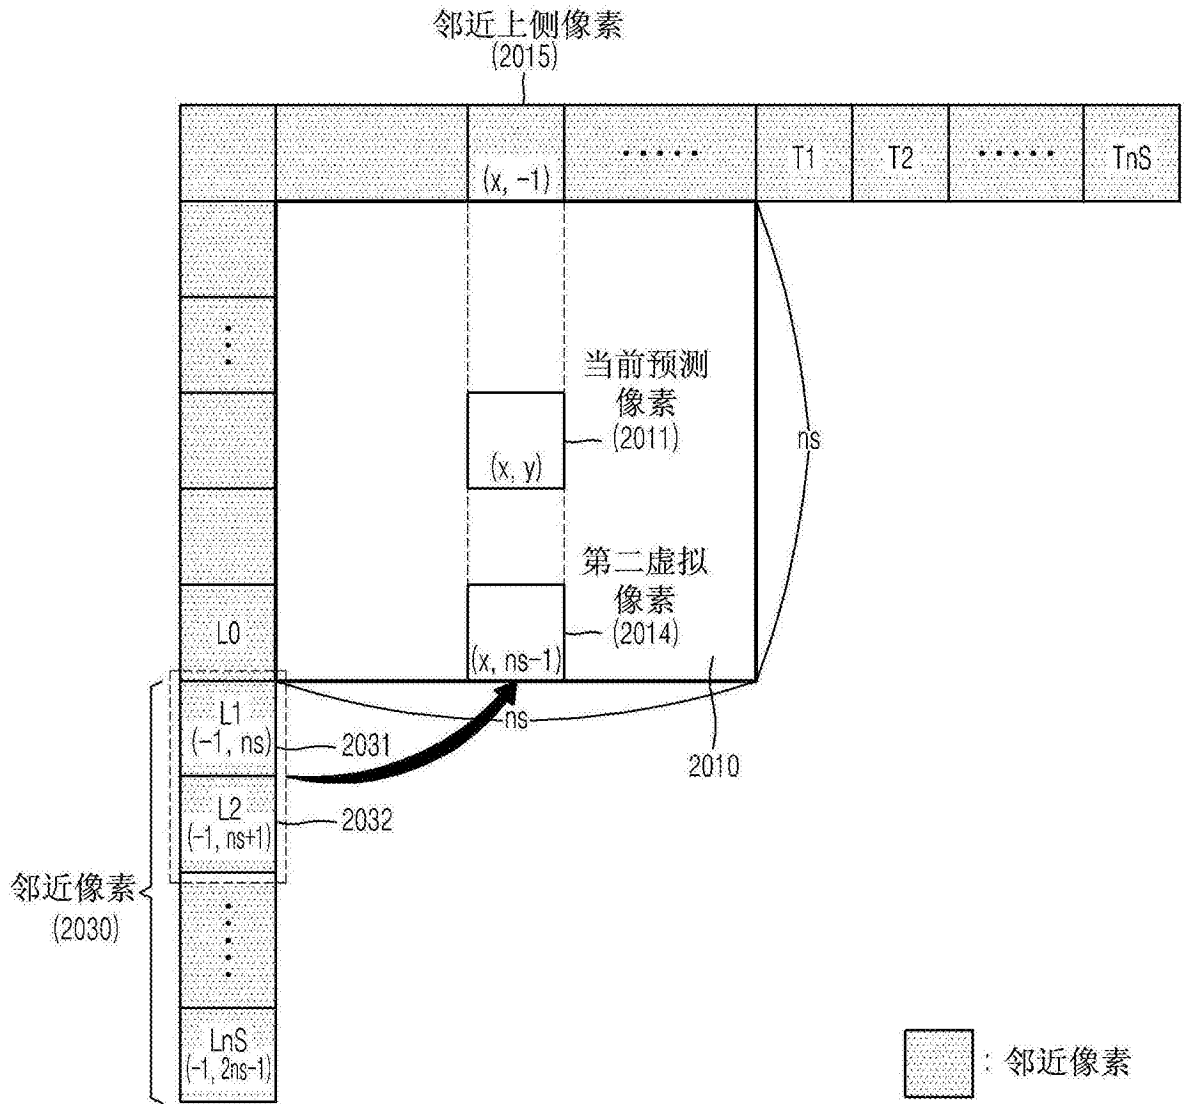 邻近上侧像素
(2015)
(x, -1)
.....
T1
T2
.....
TnS
当前预测
像素
(2011)
(x, y)
ns
第二虚拟
像素
(2014)
(x, ns-1)
L0
L1
(-1, ns)
2031
ns
2010
L2
(-1, ns+1)
2032
邻近像素
(2030)
LnS
(-1, 2ns-1)
: 邻近像素